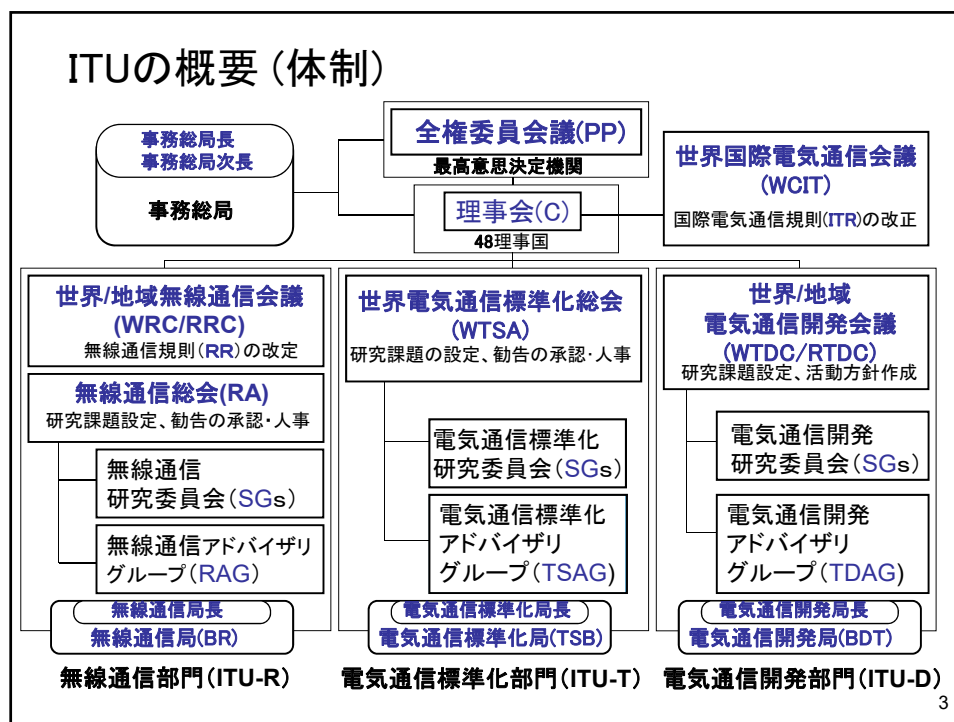 ITUの概要（体制）
事務総局長
事務総局次長
事務総局
全権委員会議(PP)
最高意思決定機関
理事会(C)
48理事国
世界国際電気通信会議
(WCIT)
国際電気通信規則(ITR)の改正
世界/地域無線通信会議
(WRC/RRC)
無線通信規則(RR)の改定
無線通信総会(RA)
研究課題設定、勧告の承認・人事
無線通信
研究委員会（SGs）
無線通信アドバイザリ
グループ（RAG）
無線通信局長
無線通信局(BR)
無線通信部門（ITU-R）
世界電気通信標準化総会
(WTSA)
研究課題の設定、勧告の承認・人事
電気通信標準化
研究委員会（SGs）
電気通信標準化
アドバイザリ
グループ（TSAG）
電気通信標準化局長
電気通信標準化局(TSB)
電気通信標準化部門（ITU-T）
世界/地域
電気通信開発会議
(WTDC/RTDC)
研究課題設定、活動方針作成
電気通信開発
研究委員会（SGs）
電気通信開発
アドバイザリ
グループ（TDAG）
電気通信開発局長
電気通信開発局(BDT)
電気通信開発部門（ITU-D）
3